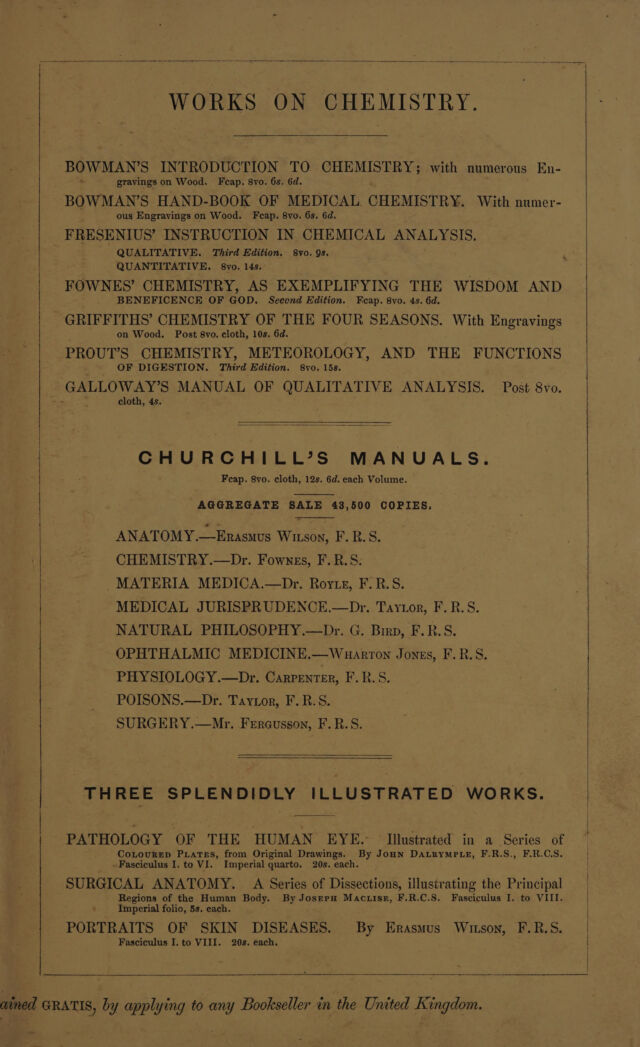 WORKS ON CHEMISTRY.
BOWMAN'S INTRODUCTION TO CHEMISTRY; with numerous En-
gravings on Wood. Fcap. 8vo. 6s. 6d.
BOWMAN'S HAND-BOOK OF MEDICAL CHEMISTRY. With numer-
ous Engravings on Wood. Fcap. 8vo. 6s. 6d.
FRESENIUS' INSTRUCTION IN CHEMICAL ANALYSIS.
QUALITATIVE. Third Edition. 8vo. 9s.
QUANTITATIVE. 8vo. 14s.
FOWNES' CHEMISTRY, AS EXEMPLIFYING THE WISDOM AND
BENEFICENCE OF GOD. Second Edition. Fcap. 8vo. 4s. 6d.
GRIFFITHS' CHEMISTRY OF THE FOUR SEASONS. With Engravings
on Wood. Post 8vo. cloth, 10s. 6d.
PROUT'S CHEMISTRY, METEOROLOGY, AND THE FUNCTIONS
OF DIGESTION. Third Edition. 8vo. 15s.
GALLOWAY'S MANUAL OF QUALITATIVE ANALYSIS. Post 8vo.
cloth, 4s.
CHURCHILL'S MANUALS.
Fcap. 8vo. cloth, 12s. 6d. each Volume.
AGGREGATE SALE 43,500 COPIES.
ANATOMY.—Erasmus Wilson, F.R.S.
CHEMISTRY.—Dr. Fownes, F.R.S.
MATERIA MEDICA.—Dr. Royle, F.R.S.
MEDICAL JURISPRUDENCE.—Dr. Taylor, F.R.S.
NATURAL PHILOSOPHY.—Dr. G. Bird, F.R.S.
OPHTHALMIC MEDICINE.—Wharton Jones, F.R.S.
PHYSIOLOGY.—Dr. Carpenter, F.R.S.
POISONS.—Dr. Taylor, F.R.S.
SURGERY.—Mr. Fergusson, F.R.S.
THREE SPLENDIDLY ILLUSTRATED WORKS.
PATHOLOGY OF THE HUMAN EYE. Illustrated in a Series of
Coloured Plates, from Original Drawings. By John Dalrymple, F.R.S., F.R.C.S.
Fasciculus I. to VI. Imperial quarto. 20s. each.
SURGICAL ANATOMY. A Series of Dissections, illustrating the Principal
Regions of the Human Body. By Joseph Maclise, F.R.C.S. Fasciculus I. to VIII.
Imperial folio, 5s. each.
PORTRAITS OF SKIN DISEASES. By Erasmus Wilson, F.R.S.
Fasciculus I. to VIII. 20s. each.
ained GRATIS, by applying to any Bookseller in the United Kingdom.